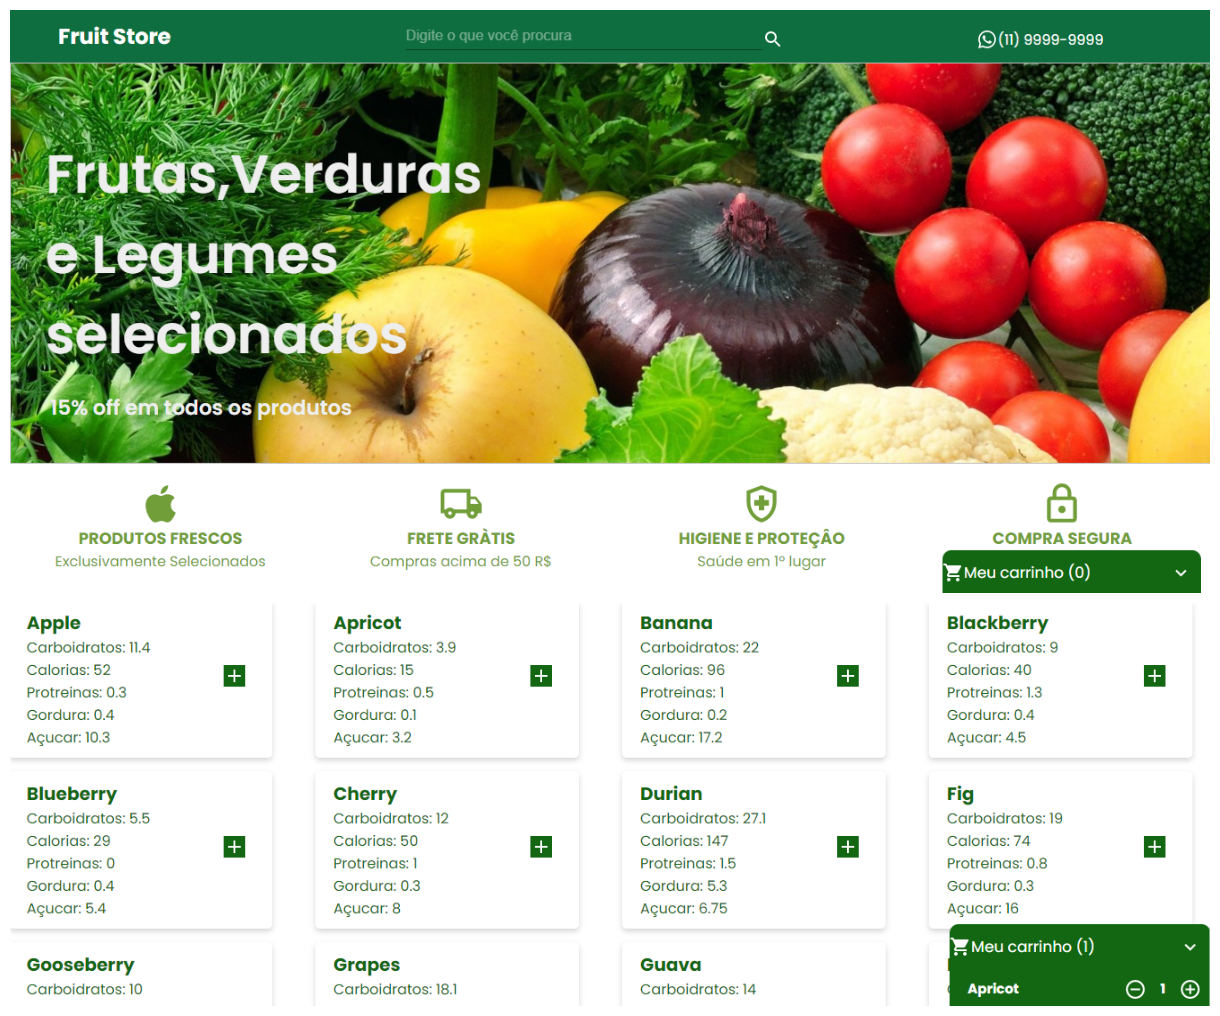 Fruit Store
Digite o que você procura
(11) 9999-9999
Frutas,Verduras
e Legumes
selecionados
15% off em todos os produtos
PRODUTOS FRESCOS
Exclusivamente Selecionados
FRETE GRÀTIS
Compras acima de 50 R$
HIGIENE E PROTEÇÃO
Saúde em 1º lugar
COMPRA SEGURA
Meu carrinho (0)
Apple
Carboidratos: 11.4
Calorias: 52
Protreinas: 0.3
Gordura: 0.4
Açucar: 10.3
Apricot
Carboidratos: 3.9
Calorias: 15
Protreinas: 0.5
Gordura: 0.1
Açucar: 3.2
Banana
Carboidratos: 22
Calorias: 96
Protreinas: 1
Gordura: 0.2
Açucar: 17.2
Blackberry
Carboidratos: 9
Calorias: 40
Protreinas: 1.3
Gordura: 0.4
Açucar: 4.5
Blueberry
Carboidratos: 5.5
Calorias: 29
Protreinas: 0
Gordura: 0.4
Açucar: 5.4
Cherry
Carboidratos: 12
Calorias: 50
Protreinas: 1
Gordura: 0.3
Açucar: 8
Durian
Carboidratos: 27.1
Calorias: 147
Protreinas: 1.5
Gordura: 5.3
Açucar: 6.75
Fig
Carboidratos: 19
Calorias: 74
Protreinas: 0.8
Gordura: 0.3
Açucar: 16
Gooseberry
Carboidratos: 10
Grapes
Carboidratos: 18.1
Guava
Carboidratos: 14
Meu carrinho (1)
Apricot 1